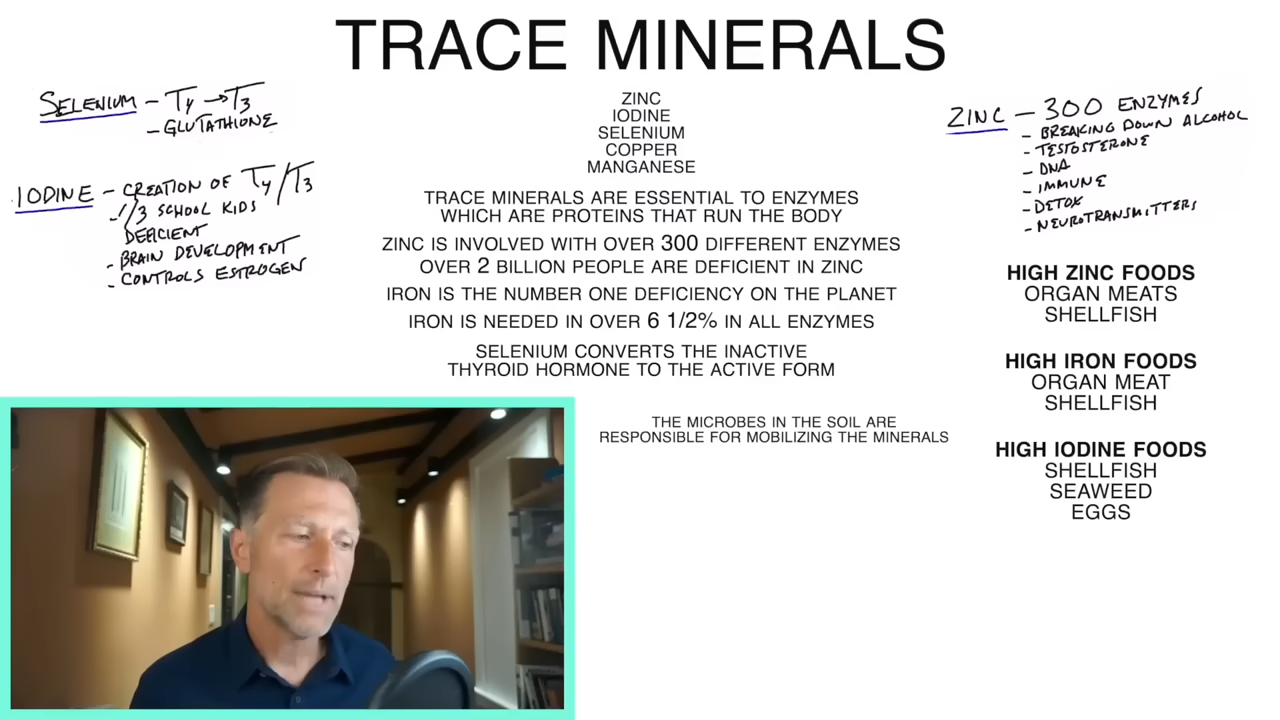 TRACE MINERALS
SELENIUM – T4 → T3
– GLUTATHIONE
IODINE – CREATION OF T4/T3
– 1/3 SCHOOL KIDS
DEFICIENT
– BRAIN DEVELOPMENT
– CONTROLS ESTROGEN
ZINC
IODINE
SELENIUM
COPPER
MANGANESE
TRACE MINERALS ARE ESSENTIAL TO ENZYMES
WHICH ARE PROTEINS THAT RUN THE BODY
ZINC IS INVOLVED WITH OVER 300 DIFFERENT ENZYMES
OVER 2 BILLION PEOPLE ARE DEFICIENT IN ZINC
IRON IS THE NUMBER ONE DEFICIENCY ON THE PLANET
IRON IS NEEDED IN OVER 6 1/2% IN ALL ENZYMES
SELENIUM CONVERTS THE INACTIVE
THYROID HORMONE TO THE ACTIVE FORM
THE MICROBES IN THE SOIL ARE
RESPONSIBLE FOR MOBILIZING THE MINERALS
ZINC – 300 ENZYMES
– BREAKING DOWN ALCOHOL
– TESTOSTERONE
– DNA
– IMMUNE
– DETOX
– NEUROTRANSMITTERS
HIGH ZINC FOODS
ORGAN MEATS
SHELLFISH
HIGH IRON FOODS
ORGAN MEAT
SHELLFISH
HIGH IODINE FOODS
SHELLFISH
SEAWEED
EGGS